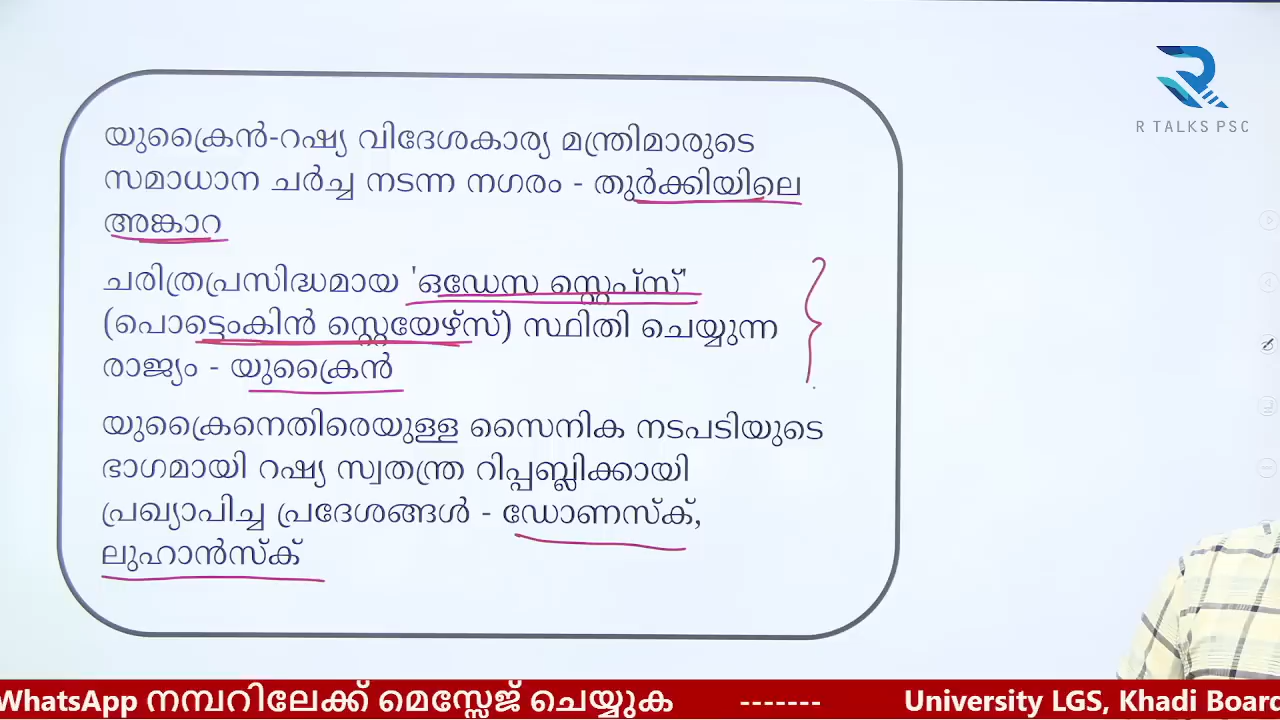 R TALKS PSC
യുക്രൈൻ-റഷ്യ വിദേശകാര്യ മന്ത്രിമാരുടെ
സമാധാന ചർച്ച നടന്ന നഗരം - തുർക്കിയിലെ
അങ്കാറ
ചരിത്രപ്രസിദ്ധമായ 'ഒഡേസ സ്റ്റെപ്സ്'
(പൊട്ടെംകിൻ സ്റ്റെയേഴ്സ്) സ്ഥിതി ചെയ്യുന്ന
രാജ്യം - യുക്രൈൻ
യുക്രൈനെതിരെയുള്ള സൈനിക നടപടിയുടെ
ഭാഗമായി റഷ്യ സ്വതന്ത്ര റിപ്പബ്ലിക്കായി
പ്രഖ്യാപിച്ച പ്രദേശങ്ങൾ - ഡോണസ്ക്,
ലുഹാൻസ്ക്
WhatsApp നമ്പറിലേക്ക് മെസ്സേജ് ചെയ്യുക ------- University LGS, Khadi Board